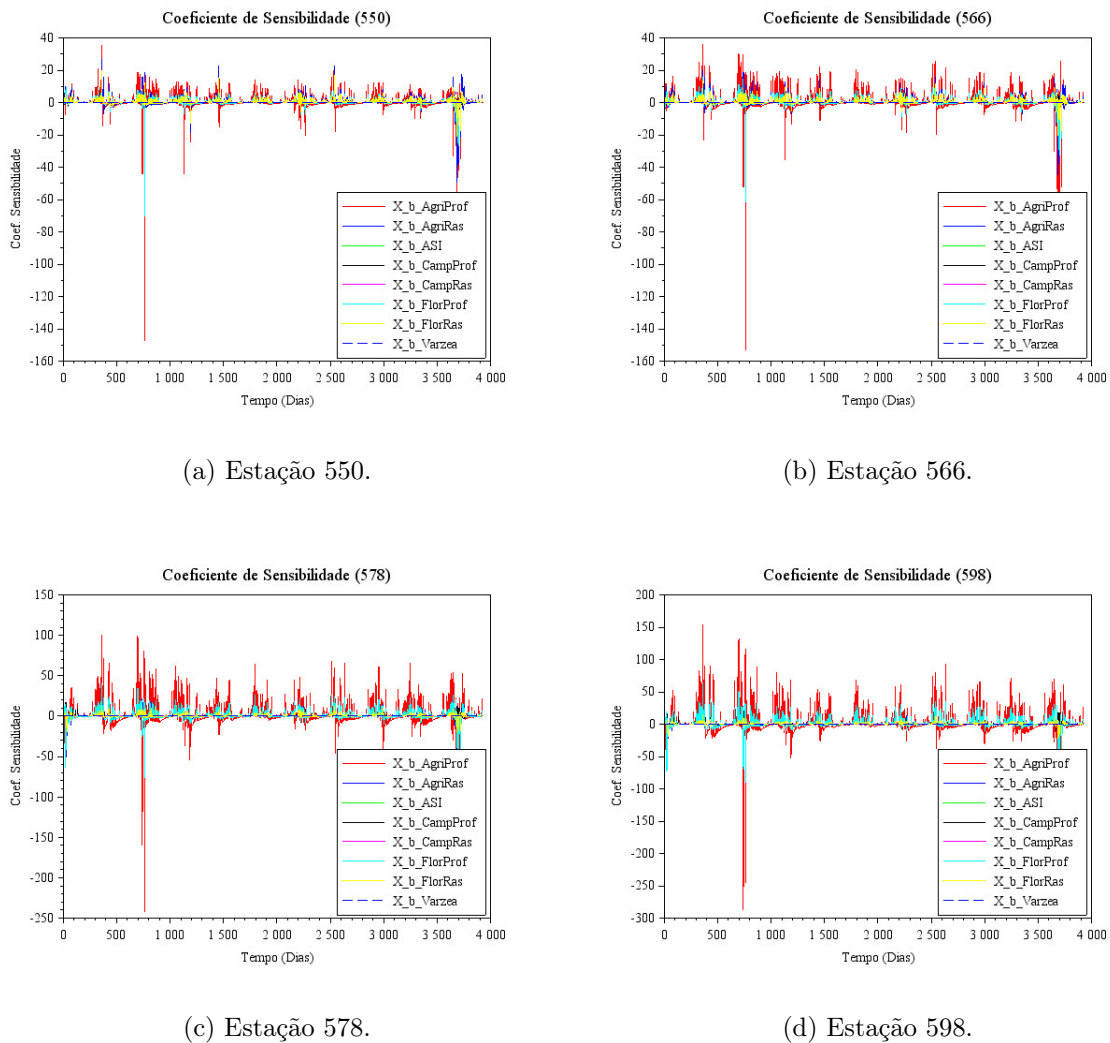 Coeficiente de Sensibilidade (550)
40
20
0
-20
-40
-60
-80
-100
-120
-140
-160
Coef. Sensibilidade
X_b_AgriProf
X_b_AgriRas
X_b_ASI
X_b_CampProf
X_b_CampRas
X_b_FlorProf
X_b_FlorRas
X_b_Varzea
0 500 1 000 1 500 2 000 2 500 3 000 3 500 4 000
Tempo (Dias)
(a) Estação 550.
Coeficiente de Sensibilidade (566)
40
20
0
-20
-40
-60
-80
-100
-120
-140
-160
Coef. Sensibilidade
X_b_AgriProf
X_b_AgriRas
X_b_ASI
X_b_CampProf
X_b_CampRas
X_b_FlorProf
X_b_FlorRas
X_b_Varzea
0 500 1 000 1 500 2 000 2 500 3 000 3 500 4 000
Tempo (Dias)
(b) Estação 566.
Coeficiente de Sensibilidade (578)
150
100
50
0
-50
-100
-150
-200
-250
Coef. Sensibilidade
X_b_AgriProf
X_b_AgriRas
X_b_ASI
X_b_CampProf
X_b_CampRas
X_b_FlorProf
X_b_FlorRas
X_b_Varzea
0 500 1 000 1 500 2 000 2 500 3 000 3 500 4 000
Tempo (Dias)
(c) Estação 578.
Coeficiente de Sensibilidade (598)
200
150
100
50
0
-50
-100
-150
-200
-250
-300
Coef. Sensibilidade
X_b_AgriProf
X_b_AgriRas
X_b_ASI
X_b_CampProf
X_b_CampRas
X_b_FlorProf
X_b_FlorRas
X_b_Varzea
0 500 1 000 1 500 2 000 2 500 3 000 3 500 4 000
Tempo (Dias)
(d) Estação 598.